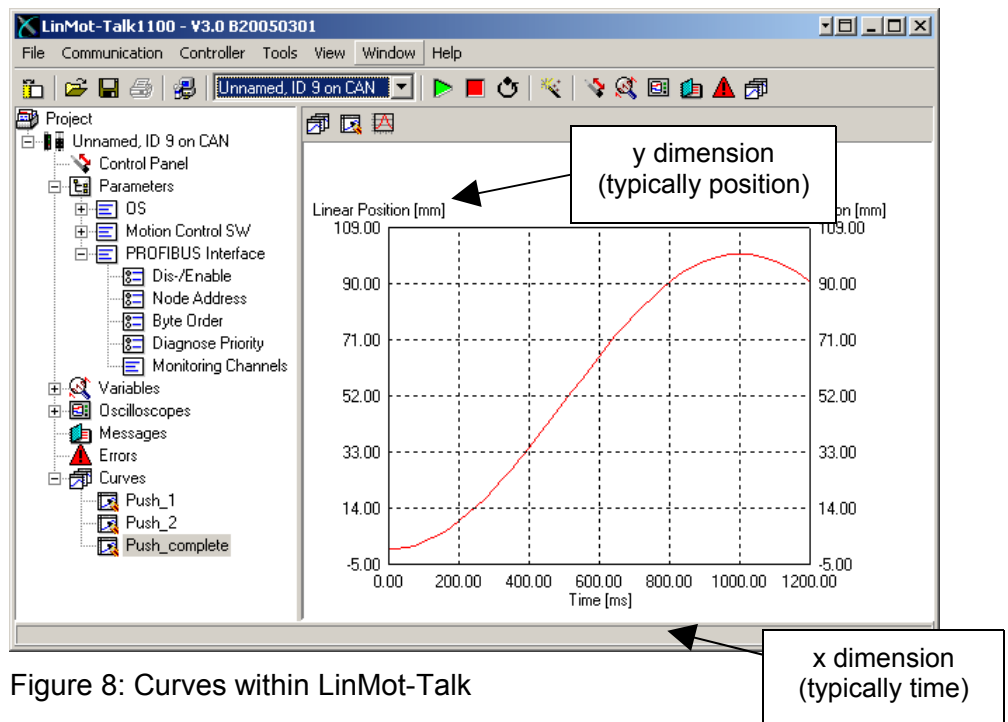 LinMot-Talk1100 - V3.0 B20050301
File Communication Controller Tools View Window Help
Unnamed, ID 9 on CAN
Project
Unnamed, ID 9 on CAN
Control Panel
Parameters
OS
Motion Control SW
PROFIBUS Interface
Dis-/Enable
Node Address
Byte Order
Diagnose Priority
Monitoring Channels
Variables
Oscilloscopes
Messages
Errors
Curves
Push_1
Push_2
Push_complete
y dimension
(typically position)
Linear Position [mm]
on [mm]
109.00
90.00
71.00
52.00
33.00
14.00
-5.00
109.00
90.00
71.00
52.00
33.00
14.00
-5.00
0.00 200.00 400.00 600.00 800.00 1000.00 1200.00
Time [ms]
x dimension
(typically time)
Figure 8: Curves within LinMot-Talk